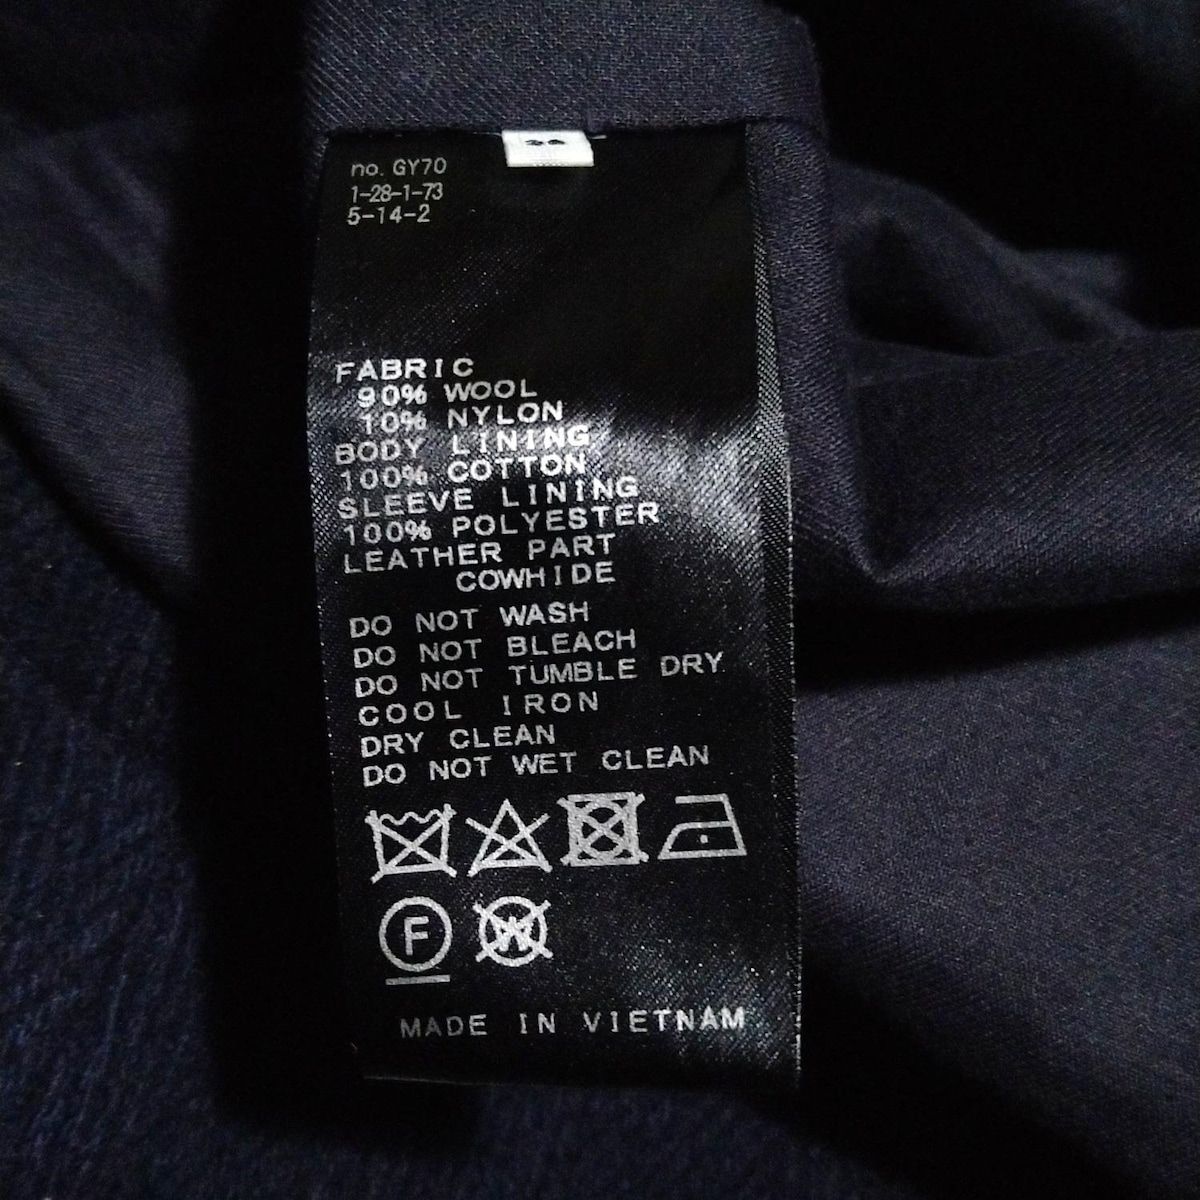 no. GY70
1-28-1-73
5-14-2
FABRIC
90% WOOL
10% NYLON
BODY LINING
100% COTTON
SLEEVE LINING
100% POLYESTER
LEATHER PART
COWHIDE
DO NOT WASH
DO NOT BLEACH
DO NOT TUMBLE DRY
COOL IRON
DRY CLEAN
DO NOT WET CLEAN
F W
MADE IN VIETNAM